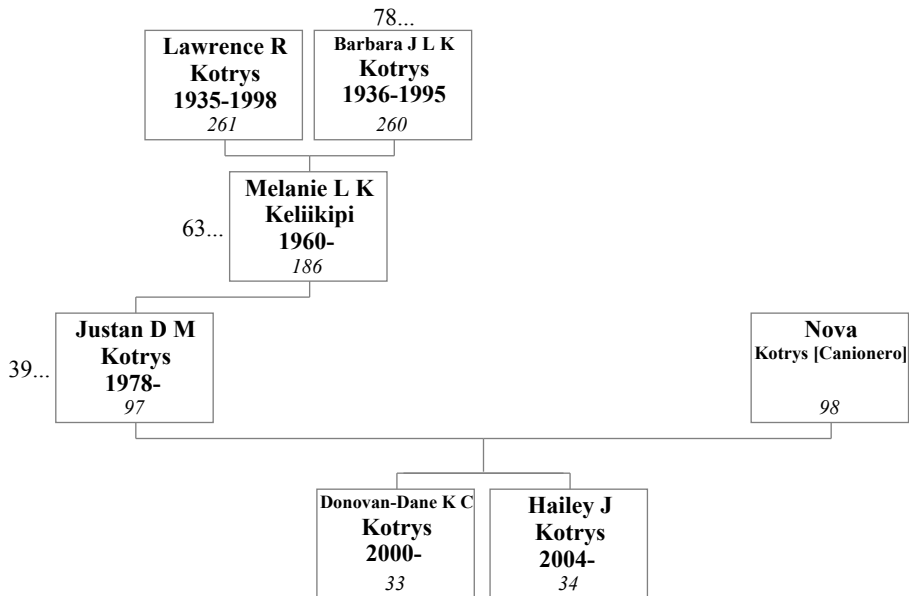 78...
Lawrence R
Kotrys
1935-1998
261
Barbara J L K
Kotrys
1936-1995
260
63...
Melanie L K
Keliikipi
1960-
186
39...
Justan D M
Kotrys
1978-
97
Nova
Kotrys [Canionero]
98
Donovan-Dane K C
Kotrys
2000-
33
Hailey J
Kotrys
2004-
34